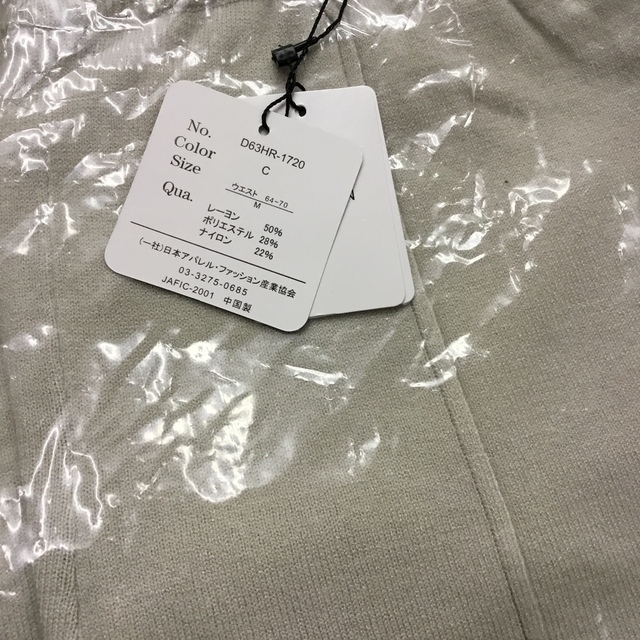 No. D63HR-1720
Color C
Size ウエスト 64~70
M
Qua. レーヨン 50%
ポリエステル 28%
ナイロン 22%
(一社)日本アパレル・ファッション産業協会
03-3275-0685
JAFIC-2001 中国製